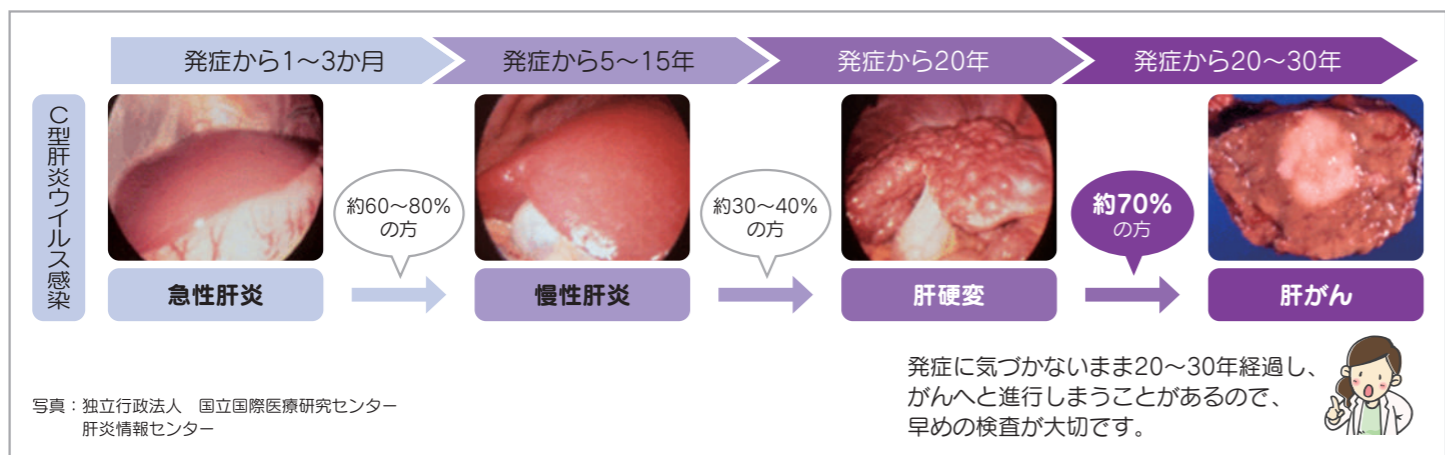 発症から1～3か月
発症から5～15年
発症から20年
発症から20～30年
C型肝炎ウイルス感染
約60～80%
の方
約30～40%
の方
約70%
の方
急性肝炎
慢性肝炎
肝硬変
肝がん
発症に気づかないまま20～30年経過し、
がんへと進行しまうことがあるので、
早めの検査が大切です。
写真：独立行政法人　国立国際医療研究センター
肝炎情報センター